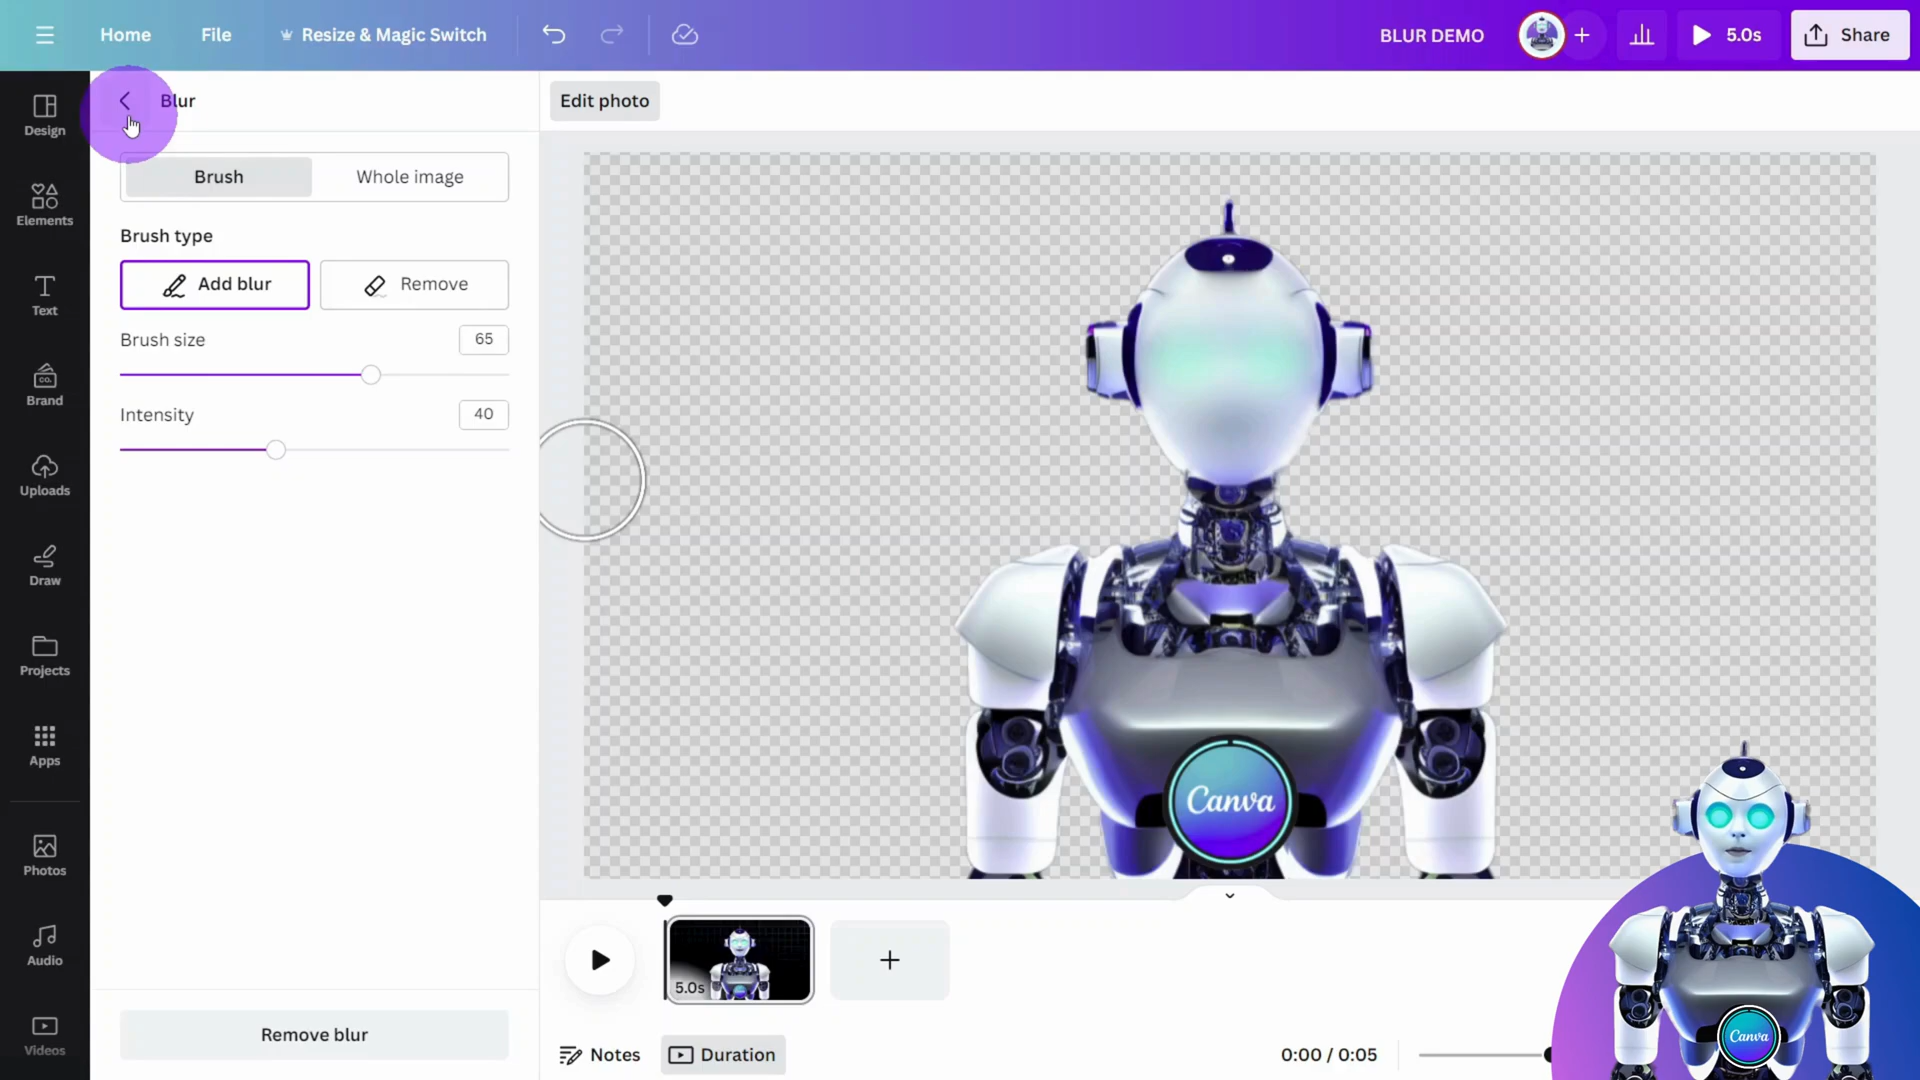 Home
File
Resize & Magic Switch
BLUR DEMO
5.0s
Share
Design
Elements
Text
CO.
Brand
Uploads
Draw
Projects
Apps
Photos
Audio
Videos
Blur
Brush
Whole image
Brush type
Add blur
Remove
Brush size
65
Intensity
40
Remove blur
Edit photo
Canva
5.0s
Notes
Duration
0:00 / 0:05
Canva